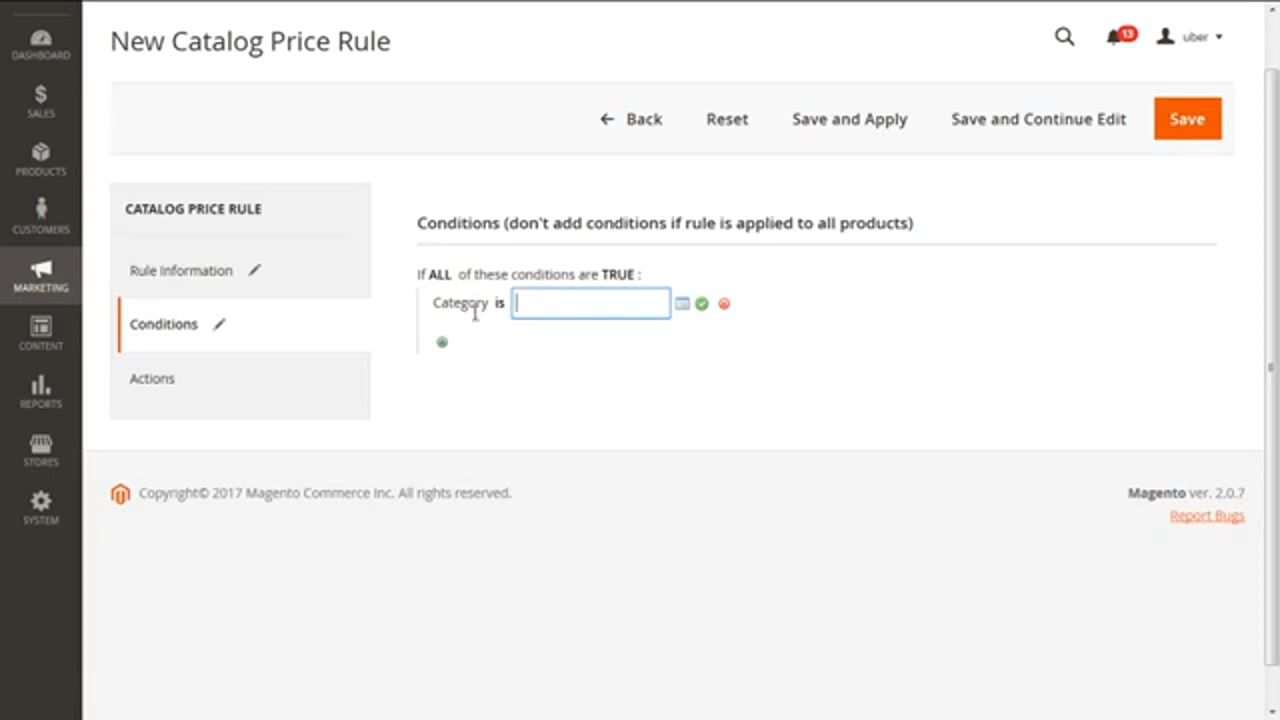 New Catalog Price Rule
13
uber
Back
Reset
Save and Apply
Save and Continue Edit
Save
DASHBOARD
SALES
PRODUCTS
CUSTOMERS
MARKETING
CONTENT
REPORTS
STORES
SYSTEM
CATALOG PRICE RULE
Rule Information
Conditions
Actions
Conditions (don't add conditions if rule is applied to all products)
If ALL of these conditions are TRUE :
Category is
Copyright© 2017 Magento Commerce Inc. All rights reserved.
Magento ver. 2.0.7
Report Bugs